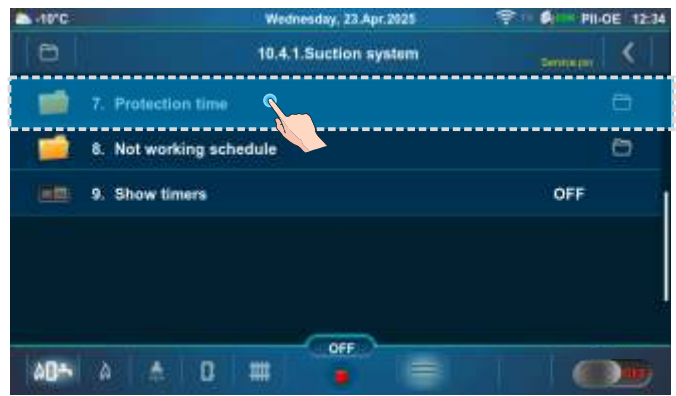 -10°C Wednesday, 23.Apr.2025 PII-OE 12:34
10.4.1.Suction system
Service pin
7. Protection time
8. Not working schedule
9. Show timers OFF
OFF
OFF